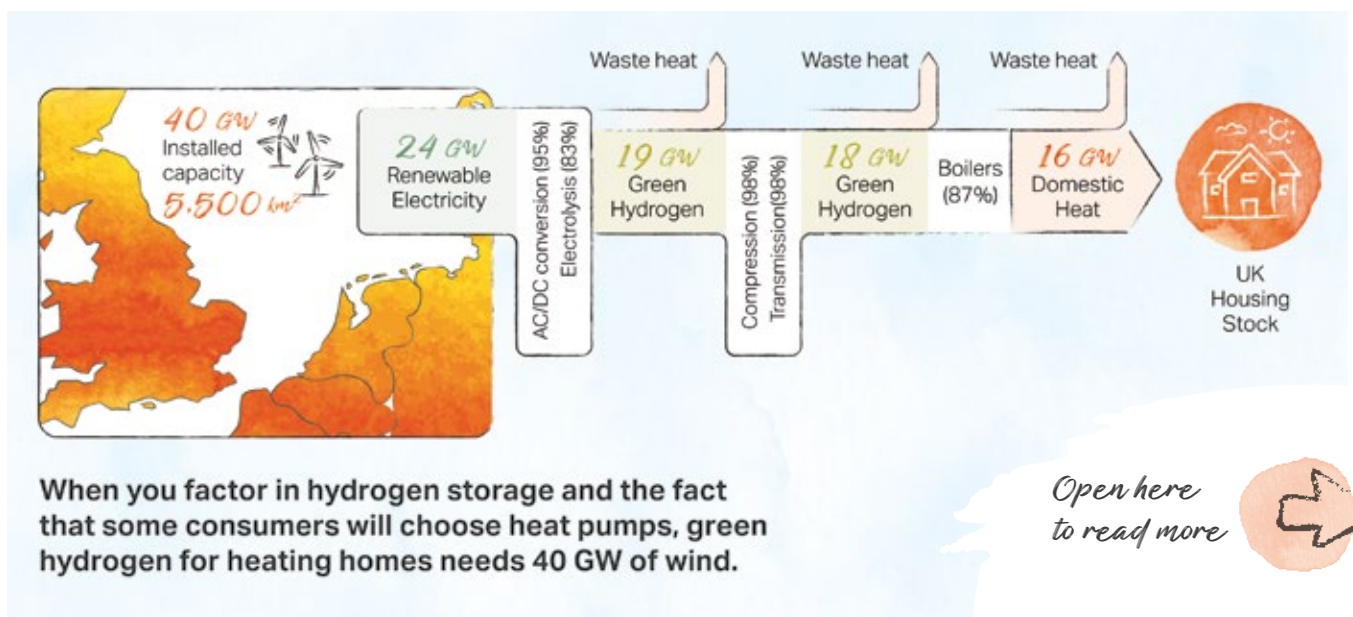 Waste heat
Waste heat
Waste heat
40 GW
Installed
capacity
5,500 km²
24 GW
Renewable
Electricity
AC/DC conversion (95%)
Electrolysis (83%)
19 GW
Green
Hydrogen
Compression (98%)
Transmission(98%)
18 GW
Green
Hydrogen
Boilers
(87%)
16 GW
Domestic
Heat
UK
Housing
Stock
When you factor in hydrogen storage and the fact
that some consumers will choose heat pumps, green
hydrogen for heating homes needs 40 GW of wind.
Open here
to read more